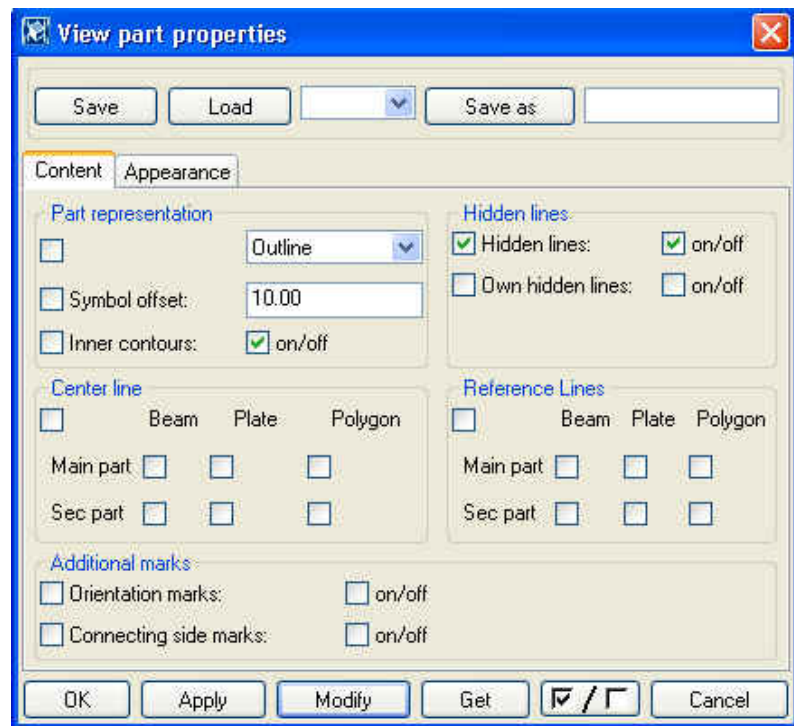 View part properties
Save Load Save as
Content Appearance
Part representation
Outline
Symbol offset: 10.00
Inner contours: on/off
Hidden lines
Hidden lines: on/off
Own hidden lines: on/off
Center line
Beam Plate Polygon
Main part
Sec part
Reference Lines
Beam Plate Polygon
Main part
Sec part
Additional marks
Orientation marks: on/off
Connecting side marks: on/off
OK Apply Modify Get / Cancel